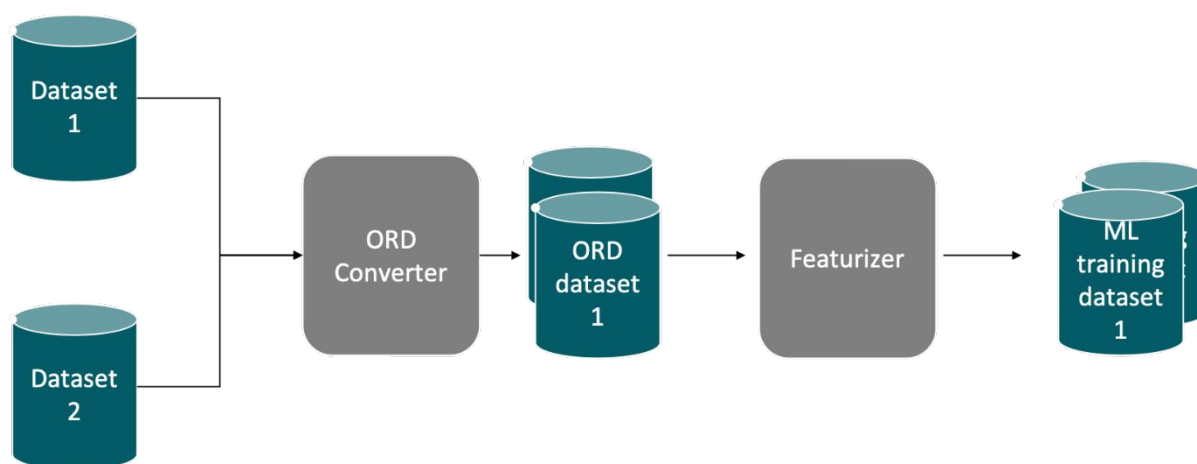 Dataset
1
ORD
Converter
ORD
dataset
1
Featurizer
ML
training
dataset
1
Dataset
2